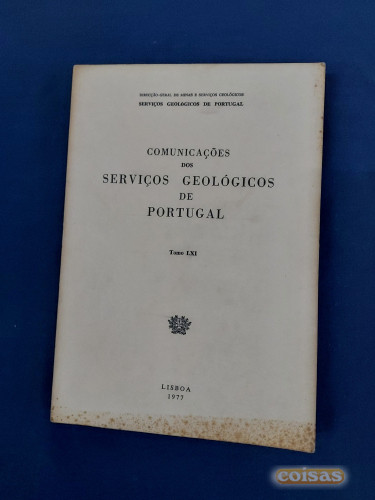 DIRECÇÃO-GERAL DE MINAS E SERVIÇOS GEOLÓGICOS
SERVIÇOS GEOLÓGICOS DE PORTUGAL
COMUNICAÇÕES
DOS
SERVIÇOS GEOLÓGICOS
DE
PORTUGAL
Tomo LXI
LISBOA
1977
coisas